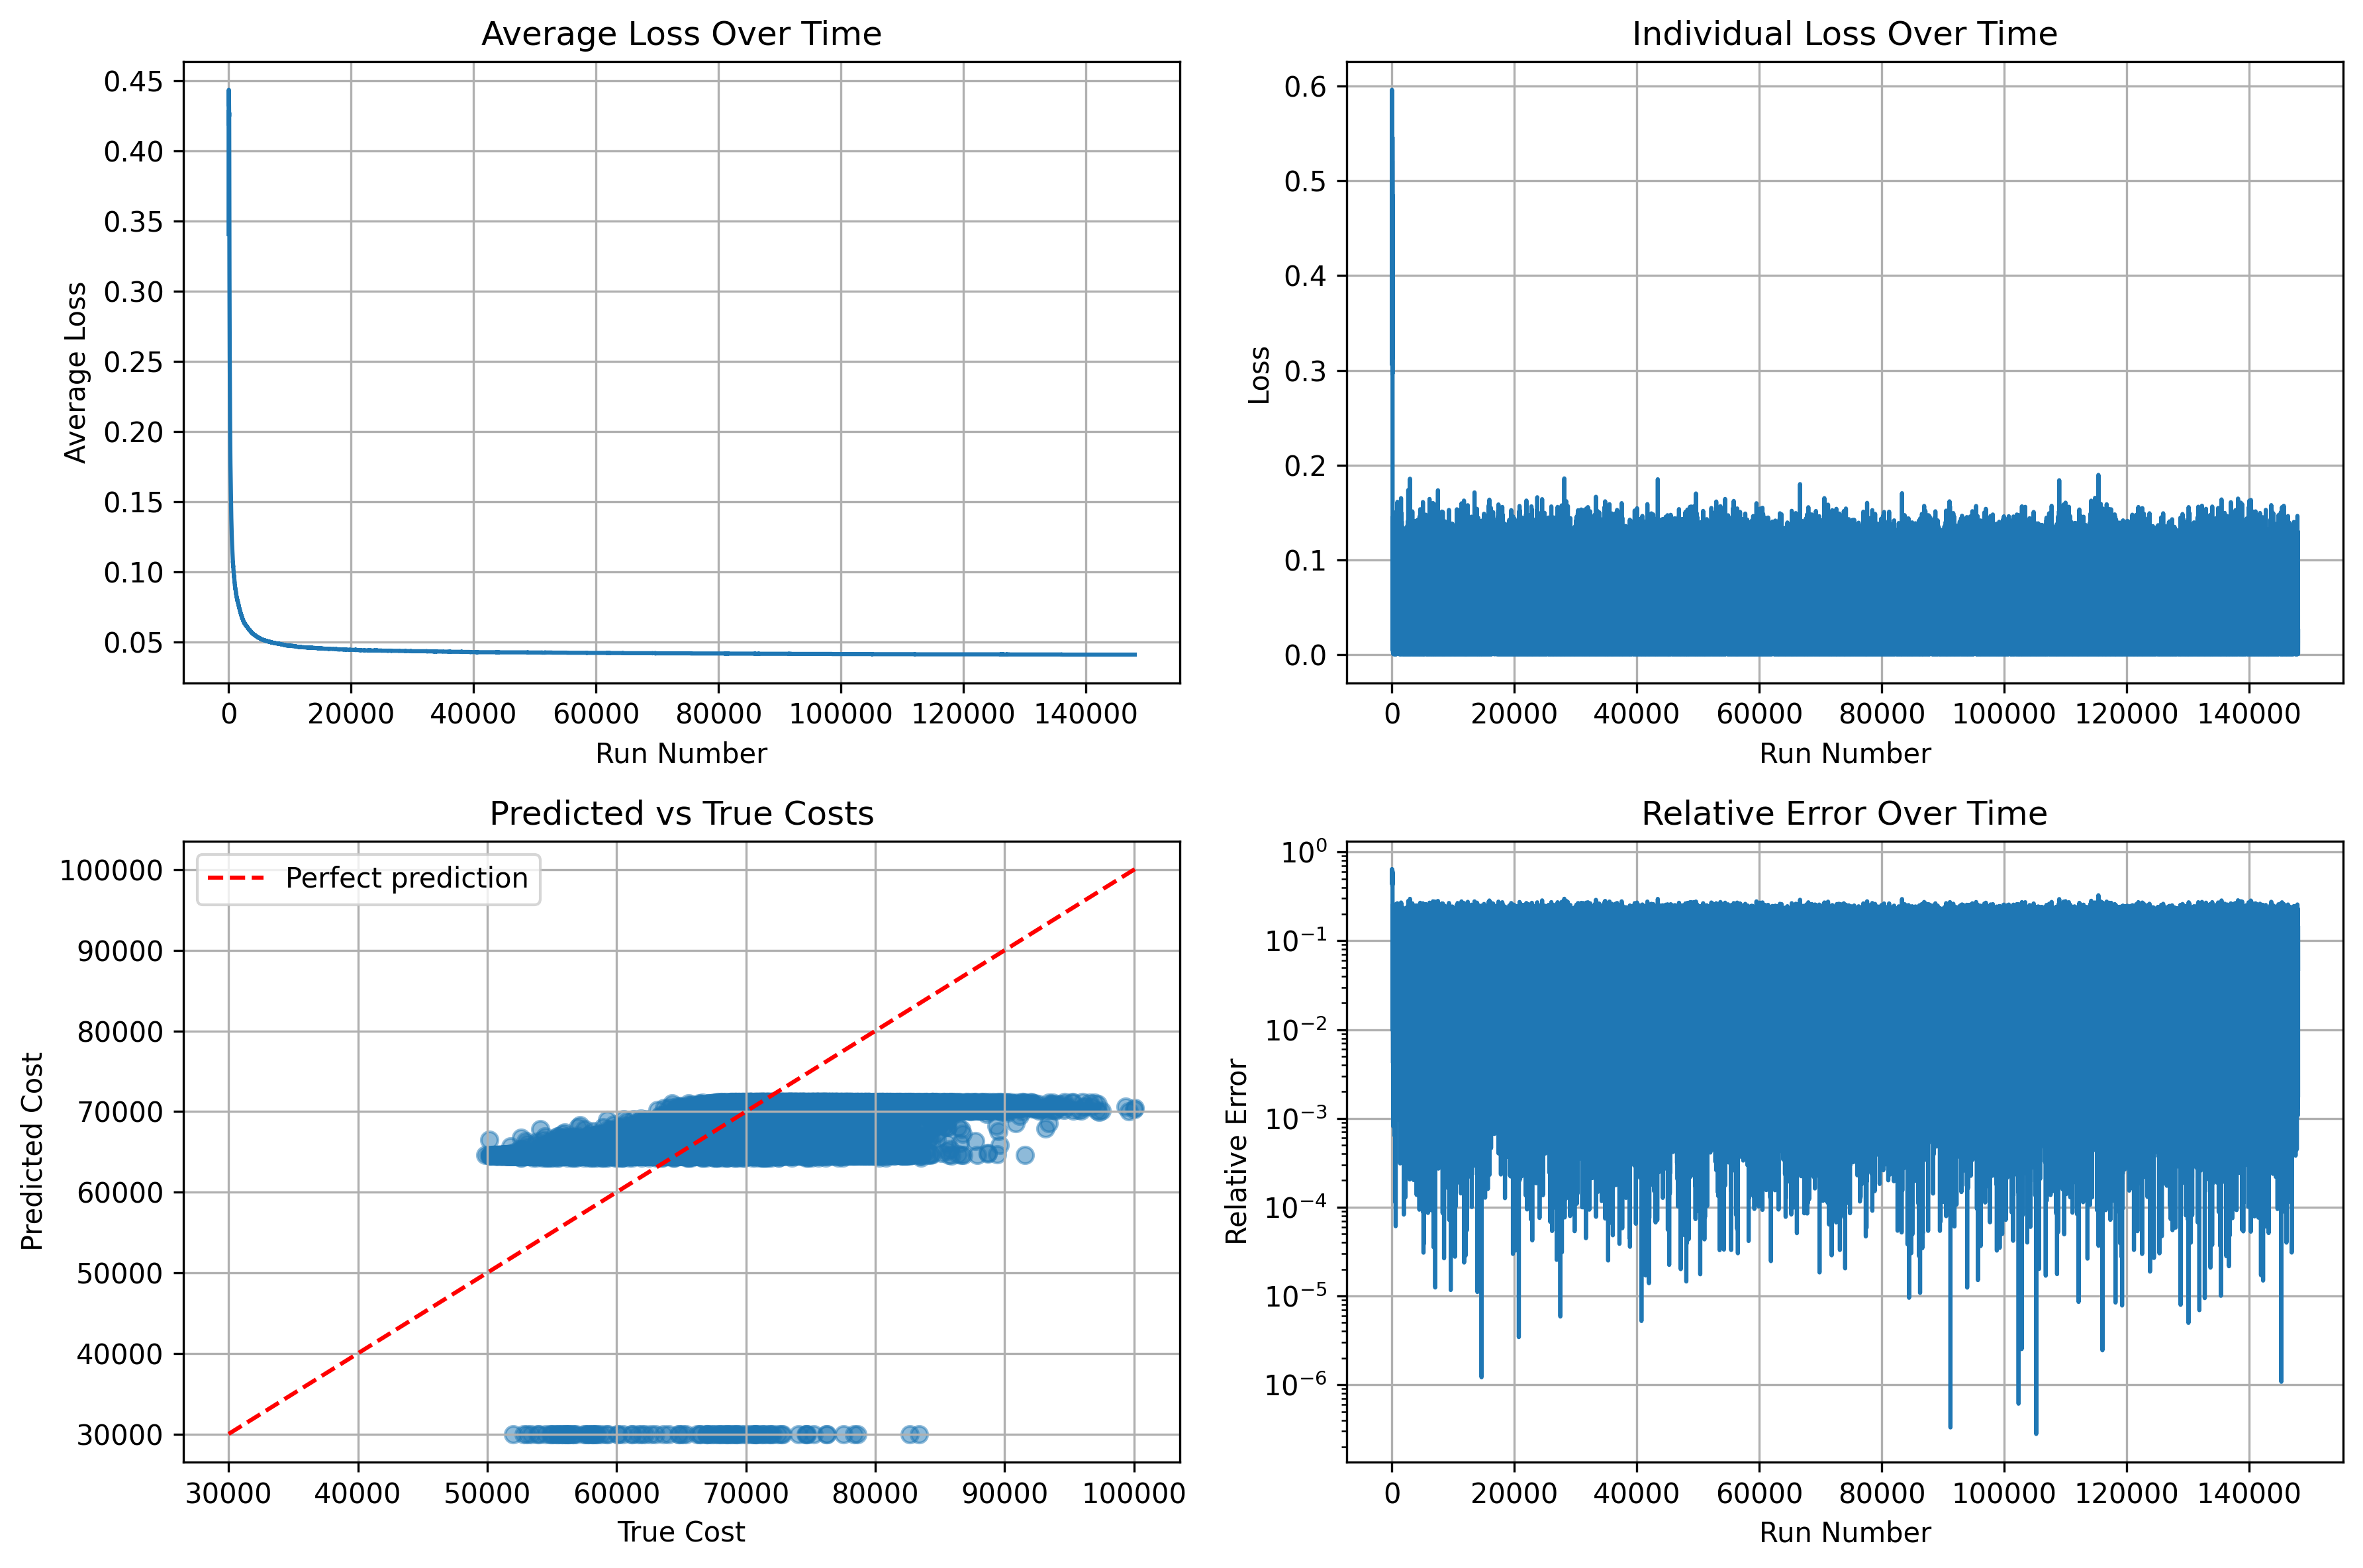 Average Loss Over Time
0.45
0.40
0.35
0.30
0.25
0.20
0.15
0.10
0.05
Average Loss
0 20000 40000 60000 80000 100000 120000 140000
Run Number
Individual Loss Over Time
0.6
0.5
0.4
0.3
0.2
0.1
0.0
Loss
0 20000 40000 60000 80000 100000 120000 140000
Run Number
Predicted vs True Costs
Perfect prediction
100000
90000
80000
70000
60000
50000
40000
30000
Predicted Cost
30000 40000 50000 60000 70000 80000 90000 100000
True Cost
Relative Error Over Time
10⁰
10⁻¹
10⁻²
10⁻³
10⁻⁴
10⁻⁵
10⁻⁶
Relative Error
0 20000 40000 60000 80000 100000 120000 140000
Run Number